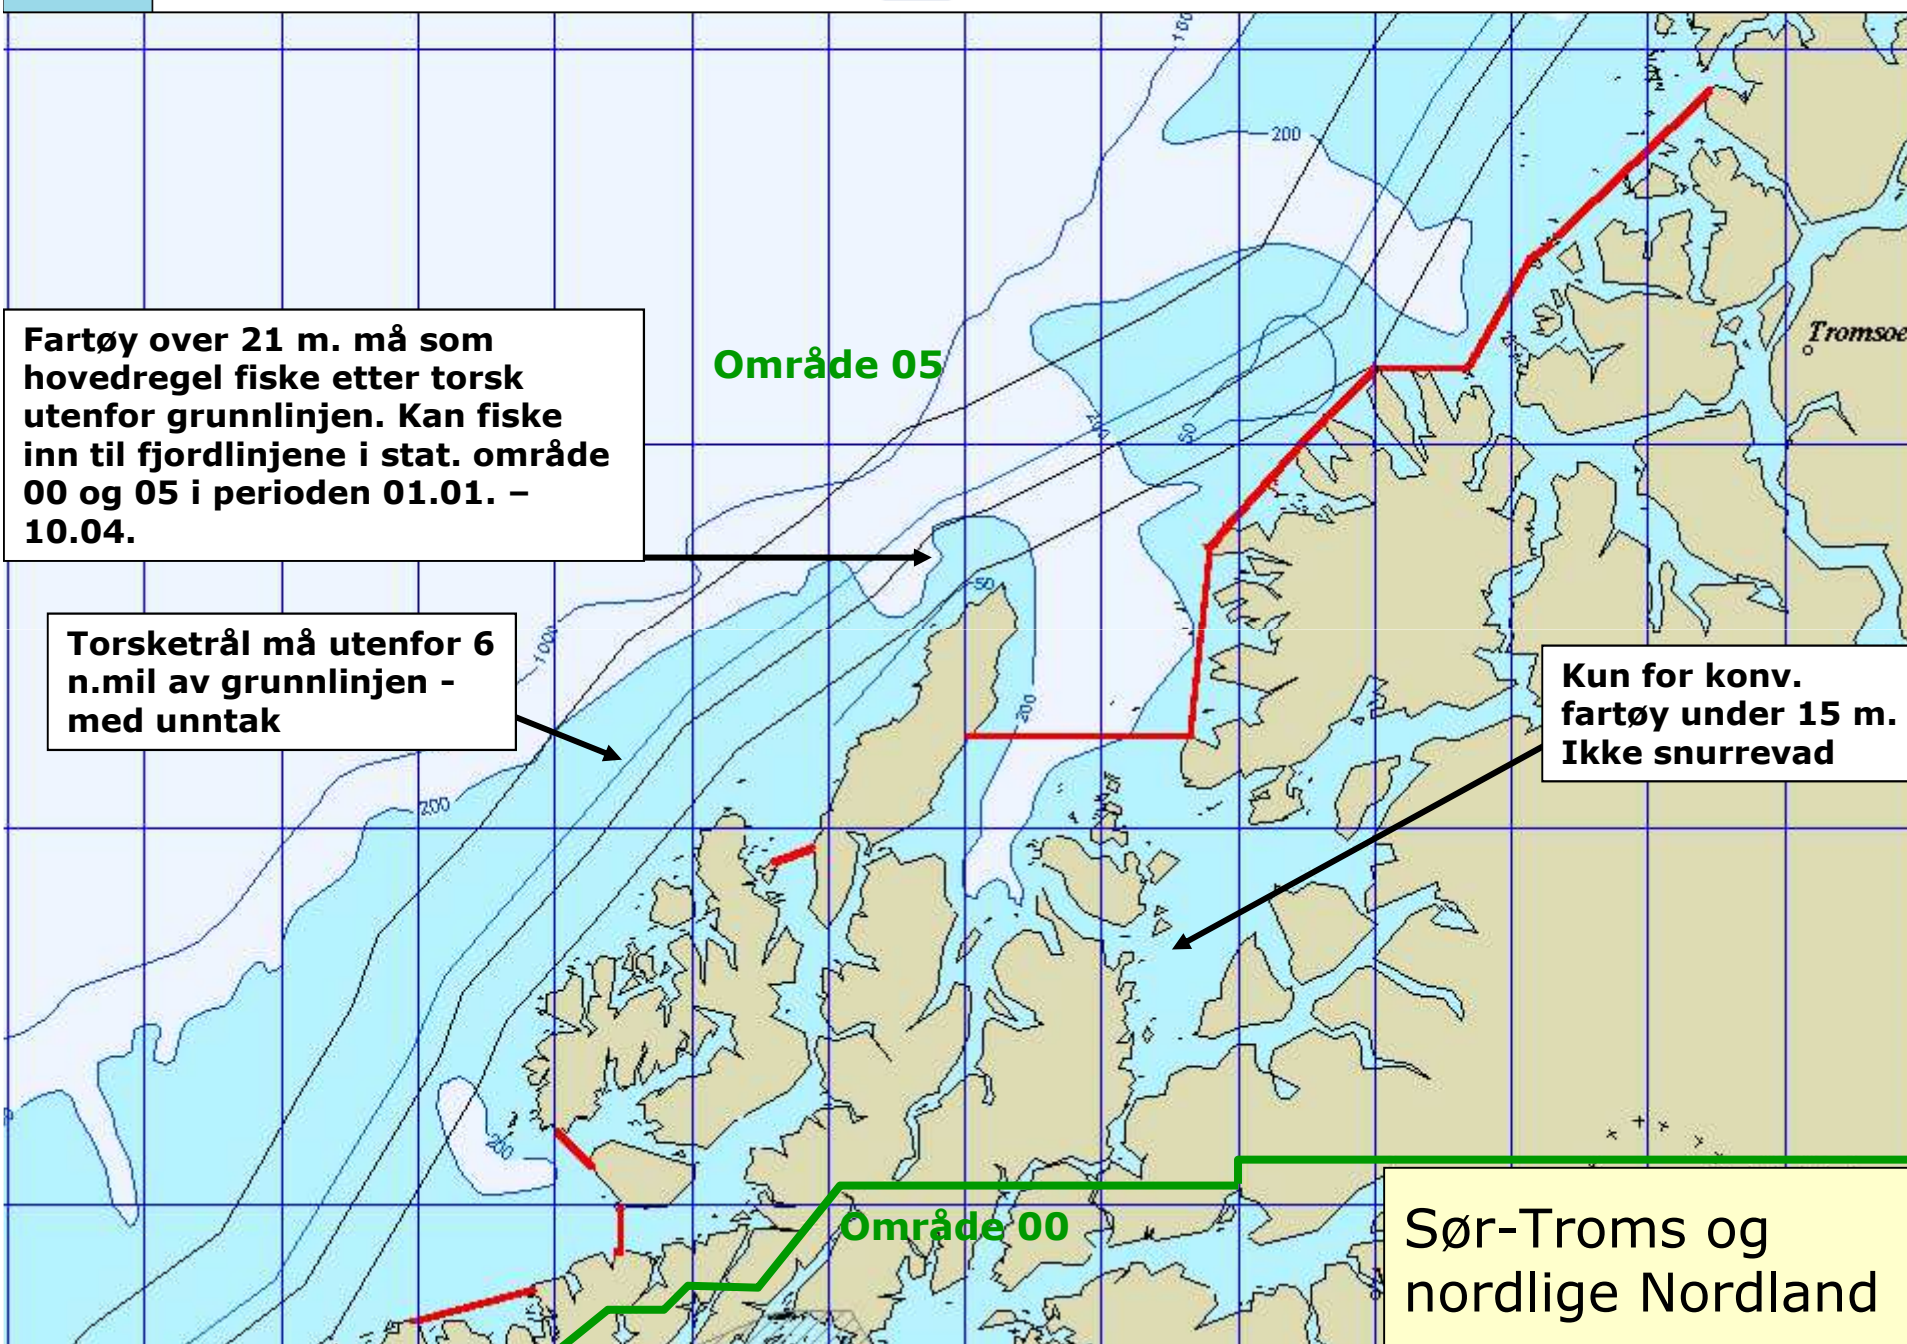 100
200
Fartøy over 21 m. må som
hovedregel fiske etter torsk
utenfor grunnlinjen. Kan fiske
inn til fjordlinjene i stat. område
00 og 05 i perioden 01.01. –
10.04.
Område 05
Tromsoe
50
50
Torsketrål må utenfor 6
n.mil av grunnlinjen -
med unntak
1000
Kun for konv.
fartøy under 15 m.
Ikke snurrevad
200
200
200
Område 00
Sør-Troms og
nordlige Nordland